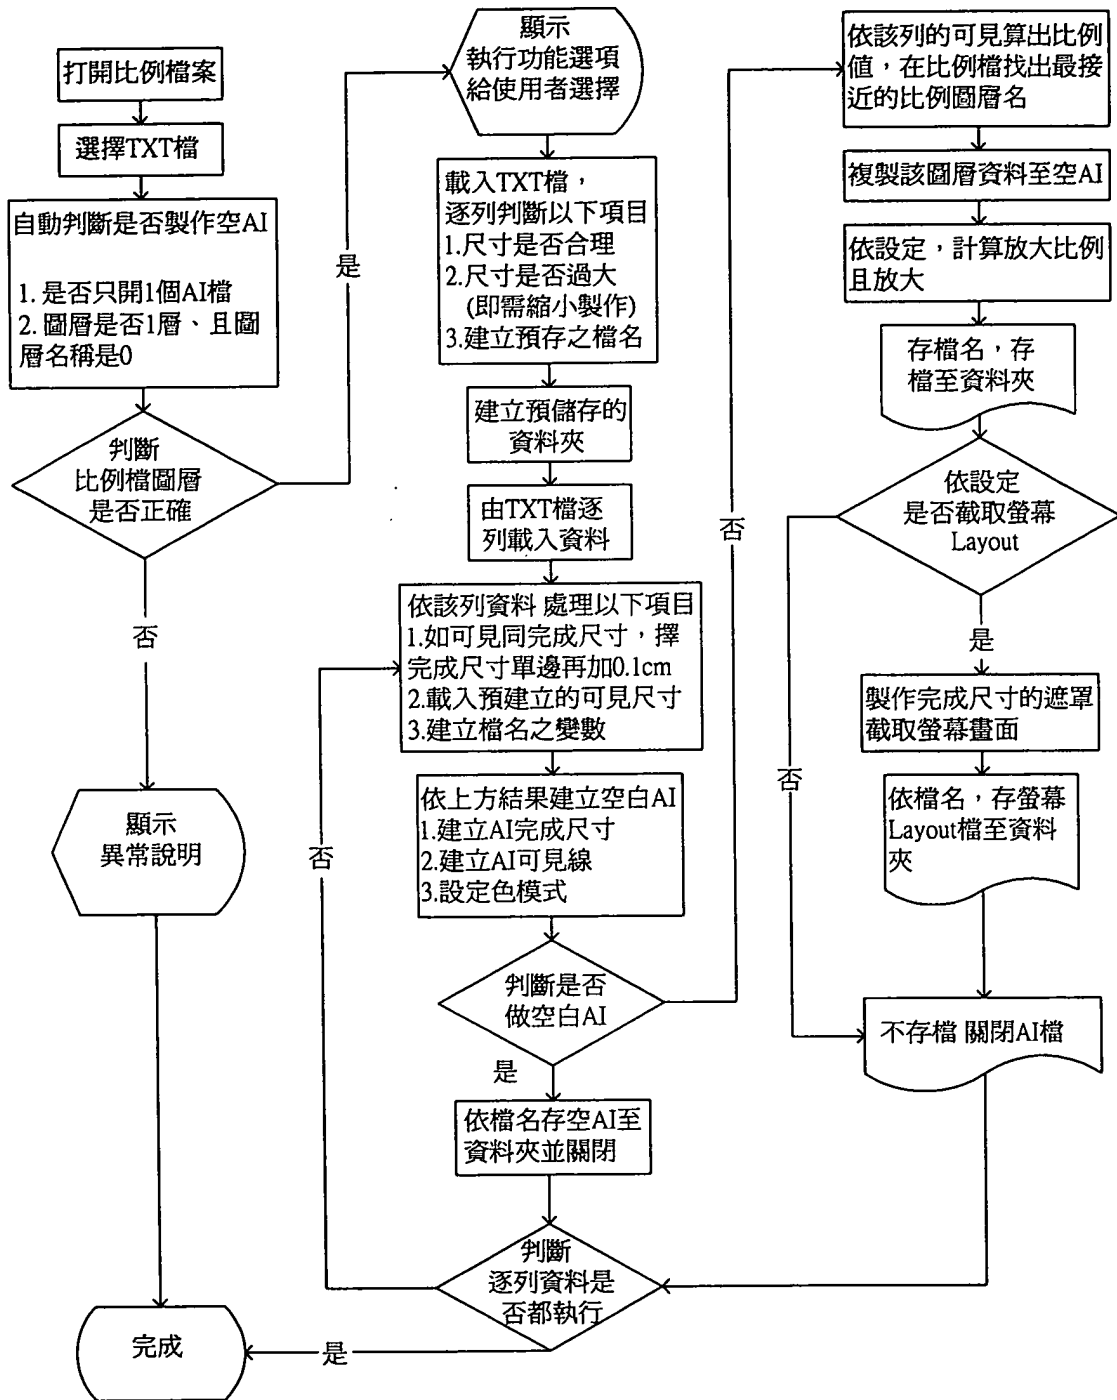 打開比例檔案
選擇TXT檔
自動判斷是否製作空AI
1. 是否只開1個AI檔
2. 圖層是否1層、且圖
層名稱是0
判斷
比例檔圖層
是否正確
是
否
顯示
異常說明
完成
顯示
執行功能選項
給使用者選擇
載入TXT檔，
逐列判斷以下項目
1.尺寸是否合理
2.尺寸是否過大
(即需縮小製作)
3.建立預存之檔名
建立預儲存的
資料夾
由TXT檔逐
列載入資料
依該列資料 處理以下項目
1.如可見同完成尺寸，擇
完成尺寸單邊再加0.1cm
2.載入預建立的可見尺寸
3.建立檔名之變數
依上方結果建立空白AI
1.建立AI完成尺寸
2.建立AI可見線
3.設定色模式
判斷是否
做空白AI
是
否
依檔名存空AI至
資料夾並關閉
判斷
逐列資料是
否都執行
否
是
依該列的可見算出比例
值，在比例檔找出最接
近的比例圖層名
複製該圖層資料至空AI
依設定，計算放大比例
且放大
存檔名，存
檔至資料夾
依設定
是否截取螢幕
Layout
是
否
製作完成尺寸的遮罩
截取螢幕畫面
依檔名，存螢幕
Layout檔至資料
夾
不存檔 關閉AI檔